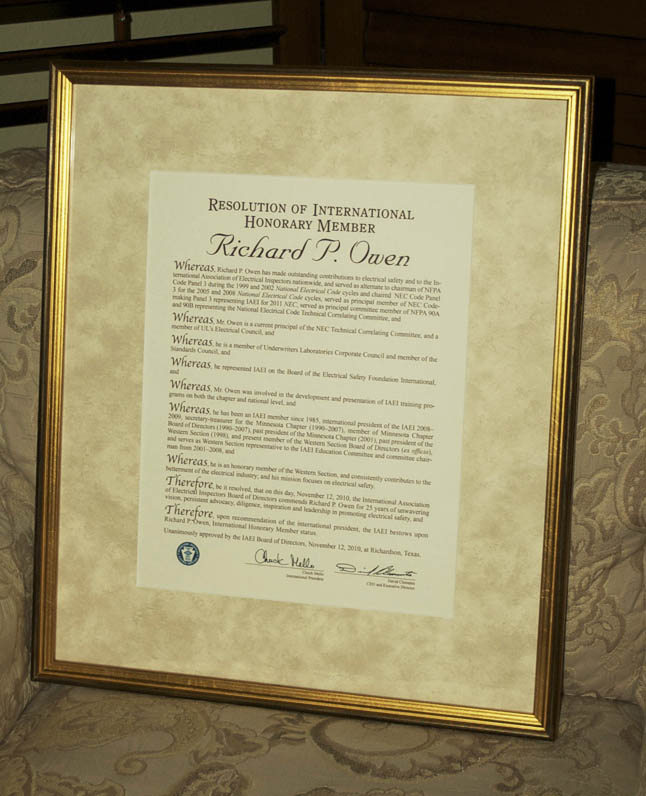 RESOLUTION OF INTERNATIONAL
HONORARY MEMBER
Richard P. Owen
Whereas, Richard P. Owen has made outstanding contributions to electrical safety and to the In-
ternational Association of Electrical Inspectors nationwide, and served as alternate to chairman of NFPA
Code Panel 3 during the 1999 and 2002 National Electrical Code cycles and chaired NEC Code Panel
3 for the 2005 and 2008 National Electrical Code cycles, served as principal member of NEC Code-
making Panel 3 representing IAEI for 2011 NEC, served as principal committee member of NFPA 90A
and 90B representing the National Electrical Code Technical Correlating Committee, and
Whereas, Mr. Owen is a current principal of the NEC Technical Correlating Committee, and a
member of UL's Electrical Council, and
Whereas, he is a member of Underwriters Laboratories Corporate Council and member of the
Standards Council, and
Whereas, he represented IAEI on the Board of the Electrical Safety Foundation International,
and
Whereas, Mr. Owen was involved in the development and presentation of IAEI training pro-
grams on both the chapter and national level, and
Whereas, he has been an IAEI member since 1985, international president of the IAEI 2008–
2009, secretary-treasurer for the Minnesota Chapter (1990–2007), member of Minnesota Chapter
Board of Directors (1990–2007), past president of the Minnesota Chapter (2001), past president of the
Western Section (1998), and present member of the Western Section Board of Directors (ex officio),
and serves as Western Section representative to the IAEI Education Committee and committee chair-
man from 2001–2008, and
Whereas, he is an honorary member of the Western Section, and consistently contributes to the
betterment of the electrical industry; and his mission focuses on electrical safety.
Therefore, be it resolved, that on this day, November 12, 2010, the International Association
of Electrical Inspectors Board of Directors commends Richard P. Owen for 25 years of unwavering
vision, persistent advocacy, diligence, inspiration and leadership in promoting electrical safety, and
Therefore, upon recommendation of the international president, the IAEI bestows upon
Richard P. Owen, International Honorary Member status.
Unanimously approved by the IAEI Board of Directors, November 12, 2010, at Richardson, Texas.
Chuck Mello
Chuck Mello
International President
David Clements
CEO and Executive Director